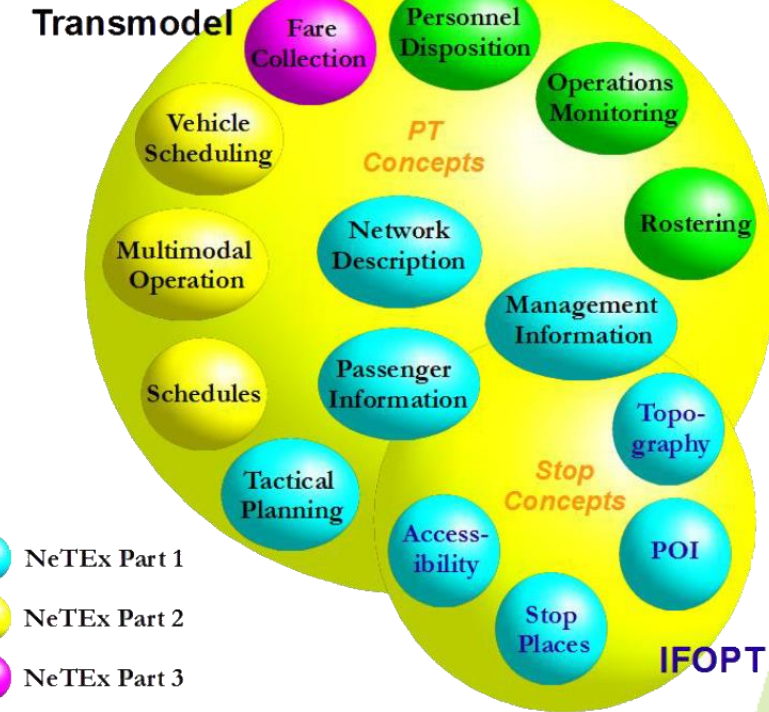 Transmodel
Fare
Collection
Personnel
Disposition
Operations
Monitoring
Vehicle
Scheduling
PT
Concepts
Rostering
Network
Description
Multimodal
Operation
Management
Information
Passenger
Information
Schedules
Topo-
graphy
Tactical
Planning
Stop
Concepts
Access-
ibility
POI
Stop
Places
IFOPT
NeTEx Part 1
NeTEx Part 2
NeTEx Part 3